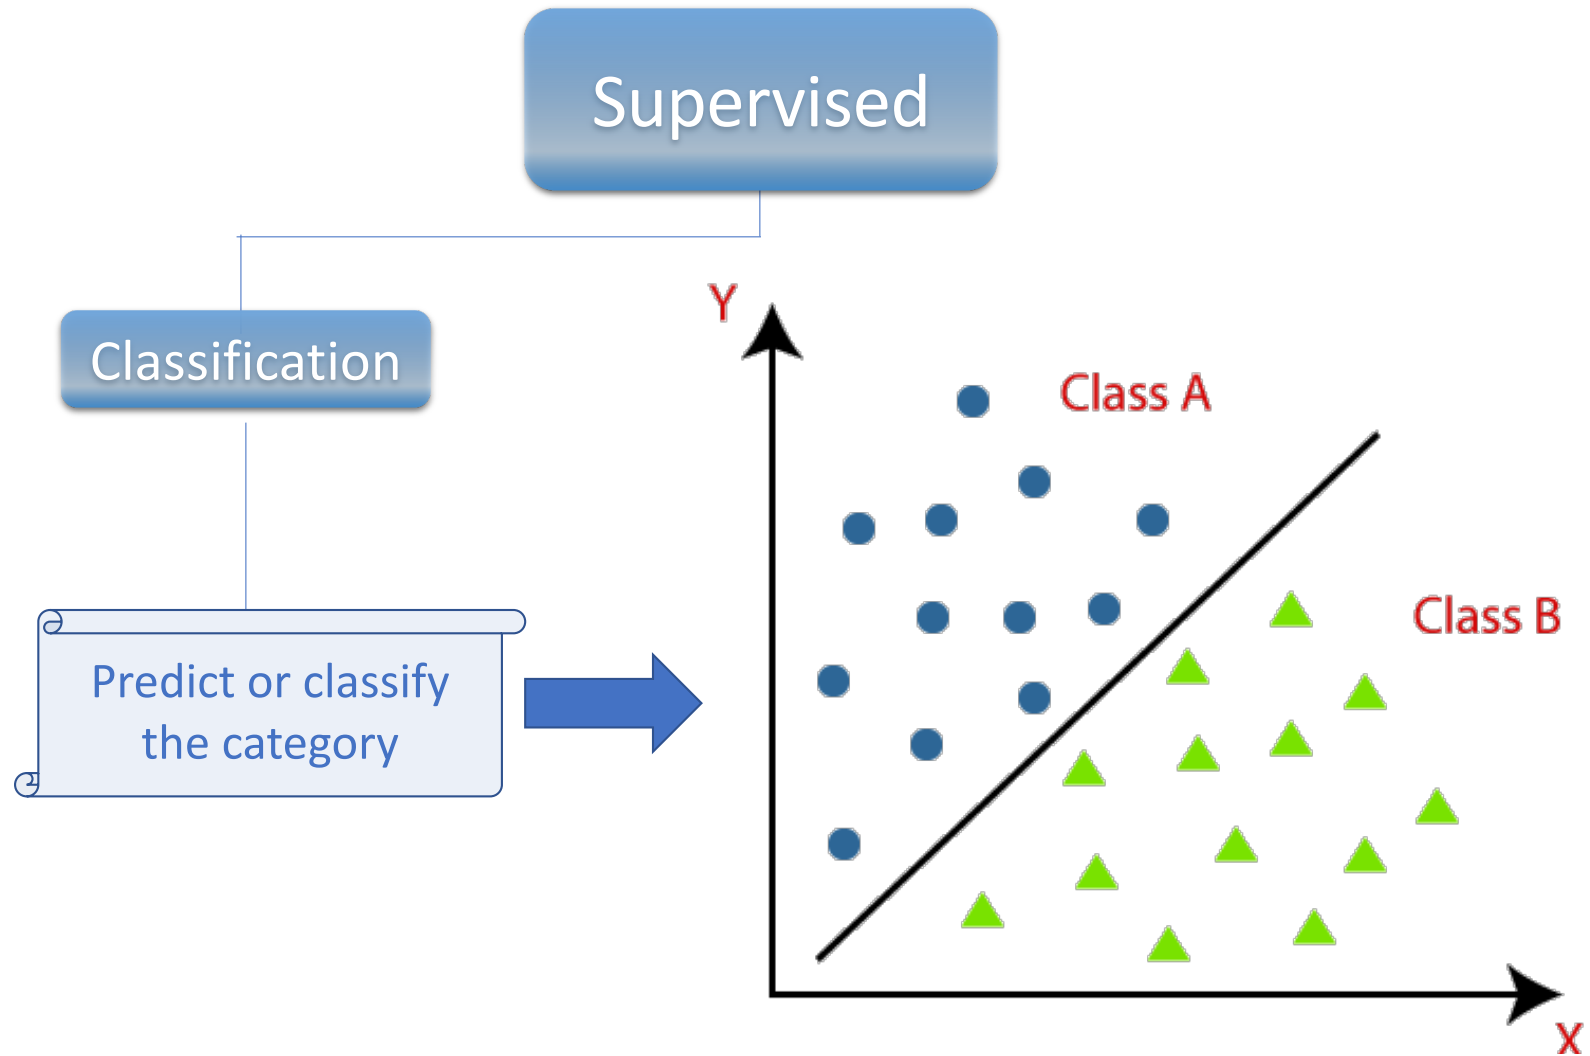 Supervised
Classification
Predict or classify
the category
Y
Class A
Class B
X